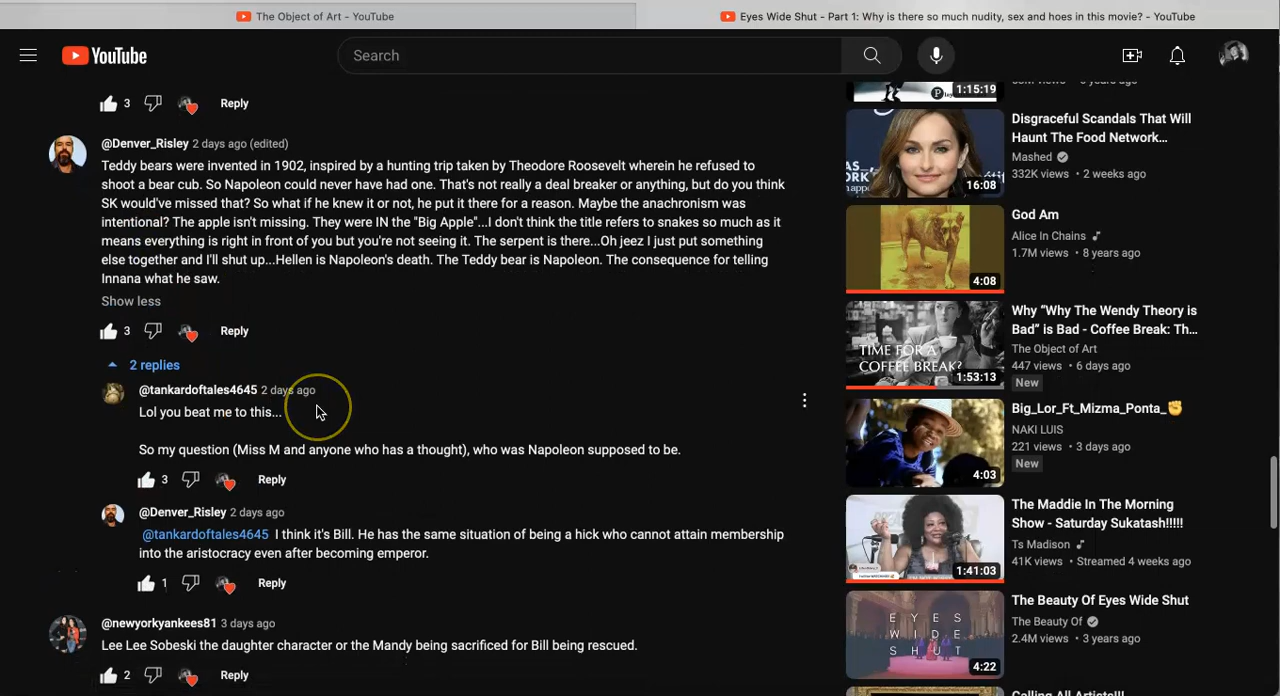 The Object of Art - YouTube
Eyes Wide Shut - Part 1: Why is there so much nudity, sex and hoes in this movie? - YouTube
YouTube
Search
3
Reply
@Denver_Risley 2 days ago (edited)
Teddy bears were invented in 1902, inspired by a hunting trip taken by Theodore Roosevelt wherein he refused to
shoot a bear cub. So Napoleon could never have had one. That's not really a deal breaker or anything, but do you think
SK would've missed that? So what if he knew it or not, he put it there for a reason. Maybe the anachronism was
intentional? The apple isn't missing. They were IN the "Big Apple"...I don't think the title refers to snakes so much as it
means everything is right in front of you but you're not seeing it. The serpent is there...Oh jeez I just put something
else together and I'll shut up...Hellen is Napoleon's death. The Teddy bear is Napoleon. The consequence for telling
Innana what he saw.
Show less
3
Reply
2 replies
@tankardoftales4645 2 days ago
Lol you beat me to this...
So my question (Miss M and anyone who has a thought), who was Napoleon supposed to be.
3
Reply
@Denver_Risley 2 days ago
@tankardoftales4645 I think it's Bill. He has the same situation of being a hick who cannot attain membership
into the aristocracy even after becoming emperor.
1
Reply
@newyorkyankees81 3 days ago
Lee Lee Sobeski the daughter character or the Mandy being sacrificed for Bill being rescued.
2
Reply
1:15:19
Disgraceful Scandals That Will
Haunt The Food Network...
Mashed
332K views • 2 weeks ago
16:08
God Am
Alice In Chains
1.7M views • 8 years ago
4:08
Why “Why The Wendy Theory is
Bad” is Bad - Coffee Break: Th...
The Object of Art
447 views • 6 days ago
New
TIME FOR A
COFFEE BREAK?
1:53:13
Big_Lor_Ft_Mizma_Ponta_✊
NAKI LUIS
221 views • 3 days ago
New
4:03
The Maddie In The Morning
Show - Saturday Sukatash!!!!!
Ts Madison
41K views • Streamed 4 weeks ago
1:41:03
The Beauty Of Eyes Wide Shut
The Beauty Of
2.4M views • 3 years ago
EYES
WIDE
SHUT
4:22